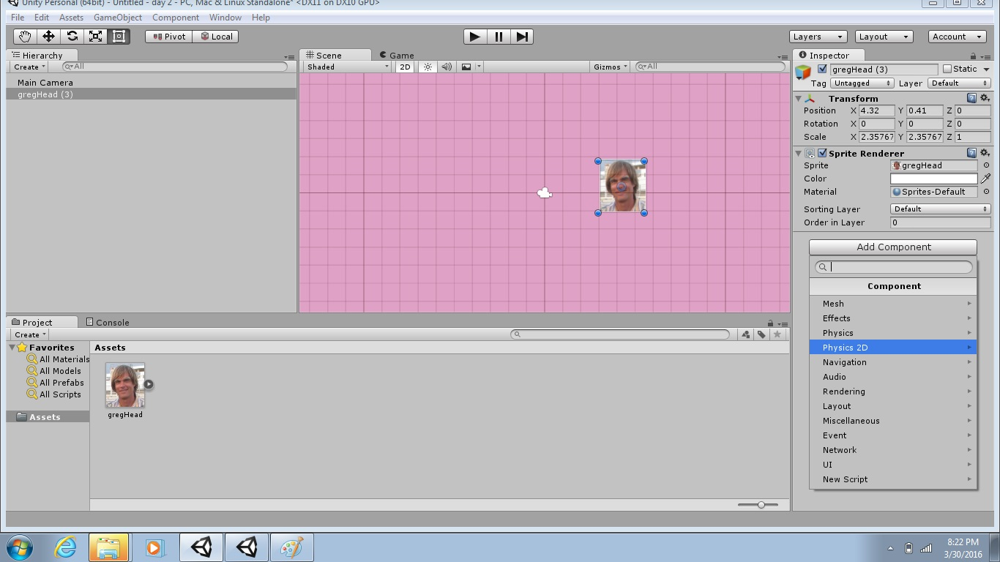 Unity Personal (64bit) - Untitled - day 2 - PC, Mac & Linux Standalone* <DX11 on DX10 GPU>
File Edit Assets GameObject Component Window Help
Pivot Local Layers Layout Account
Hierarchy
Create All
Main Camera
gregHead (3)
Scene Game
Shaded 2D Gizmos All
Inspector
gregHead (3) Static
Tag Untagged Layer Default
Transform
Position X 4.32 Y 0.41 Z 0
Rotation X 0 Y 0 Z 0
Scale X 2.35767 Y 2.35767 Z 1
Sprite Renderer
Sprite gregHead
Color
Material Sprites-Default
Sorting Layer Default
Order in Layer 0
Add Component
Component
Mesh
Effects
Physics
Physics 2D
Navigation
Audio
Rendering
Layout
Miscellaneous
Event
Network
UI
New Script
Project Console
Create
Favorites
All Materials
All Models
All Prefabs
All Scripts
Assets
Assets
gregHead
8:22 PM
3/30/2016